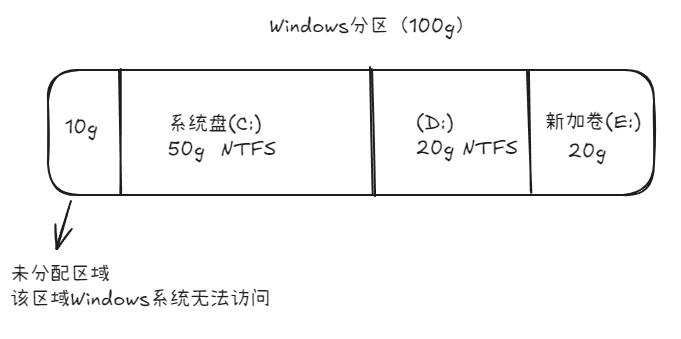 Windows分区（100g）
10g
系统盘(C:)
50g NTFS
(D:)
20g NTFS
新加卷(E:)
20g
未分配区域
该区域Windows系统无法访问